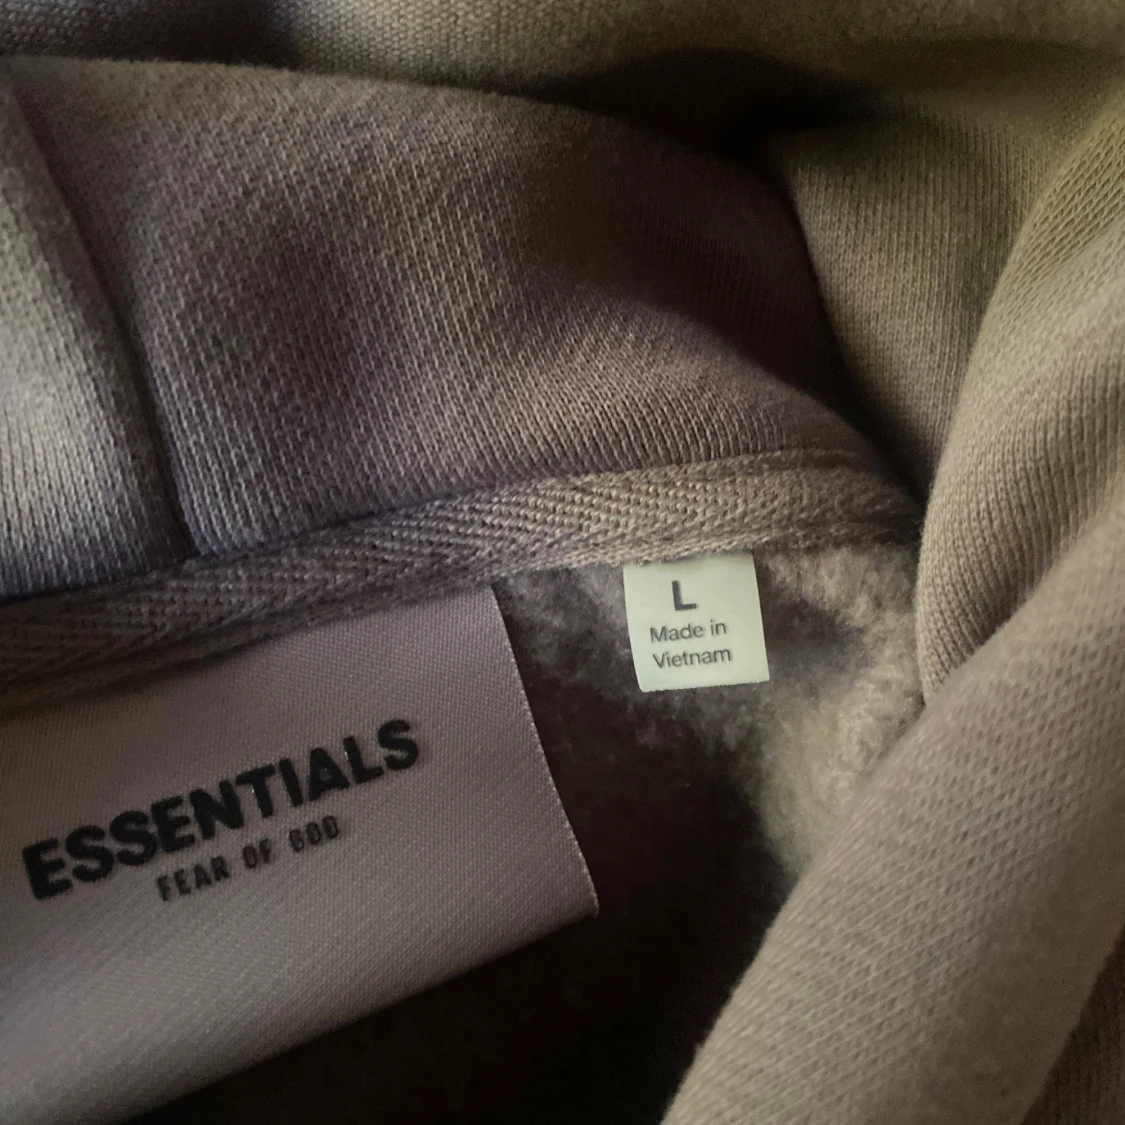 ESSENTIALS
FEAR OF GOD
L
Made in
Vietnam